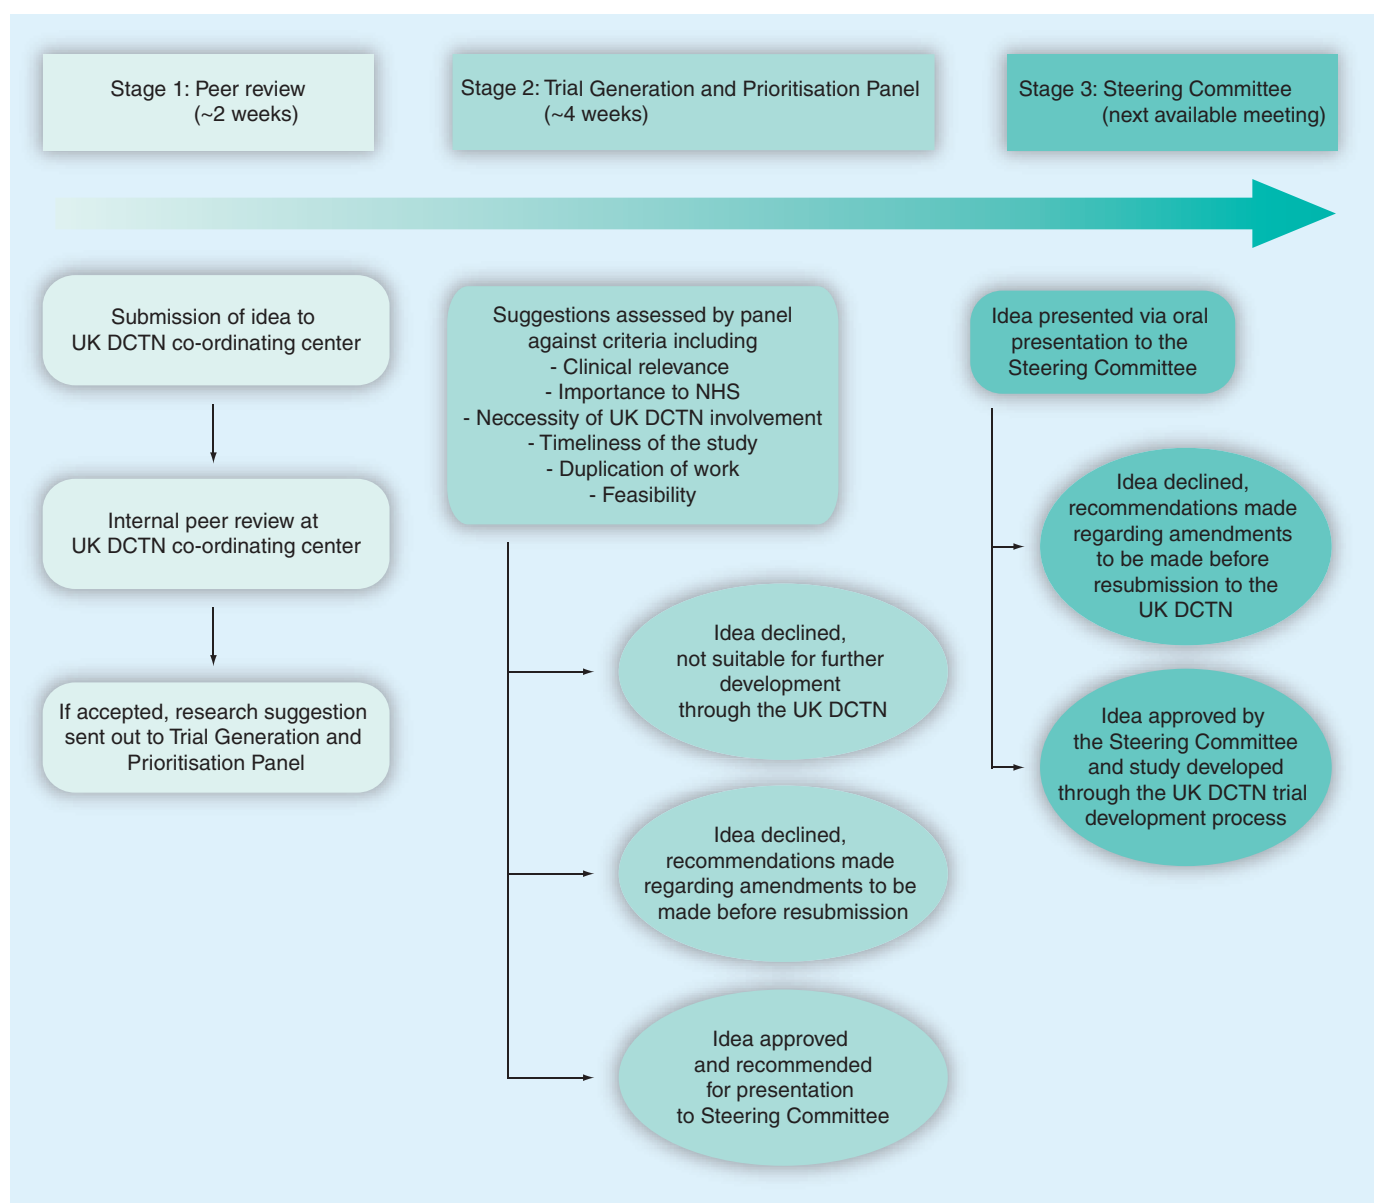 Stage 1: Peer review
(~2 weeks)
Stage 2: Trial Generation and Prioritisation Panel
(~4 weeks)
Stage 3: Steering Committee
(next available meeting)
Submission of idea to
UK DCTN co-ordinating center
Internal peer review at
UK DCTN co-ordinating center
If accepted, research suggestion
sent out to Trial Generation and
Prioritisation Panel
Suggestions assessed by panel
against criteria including
- Clinical relevance
- Importance to NHS
- Neccessity of UK DCTN involvement
- Timeliness of the study
- Duplication of work
- Feasibility
Idea declined,
not suitable for further
development
through the UK DCTN
Idea declined,
recommendations made
regarding amendments to be
made before resubmission
Idea approved
and recommended
for presentation
to Steering Committee
Idea presented via oral
presentation to the
Steering Committee
Idea declined,
recommendations made
regarding amendments
to be made before
resubmission to the
UK DCTN
Idea approved by
the Steering Committee
and study developed
through the UK DCTN trial
development process